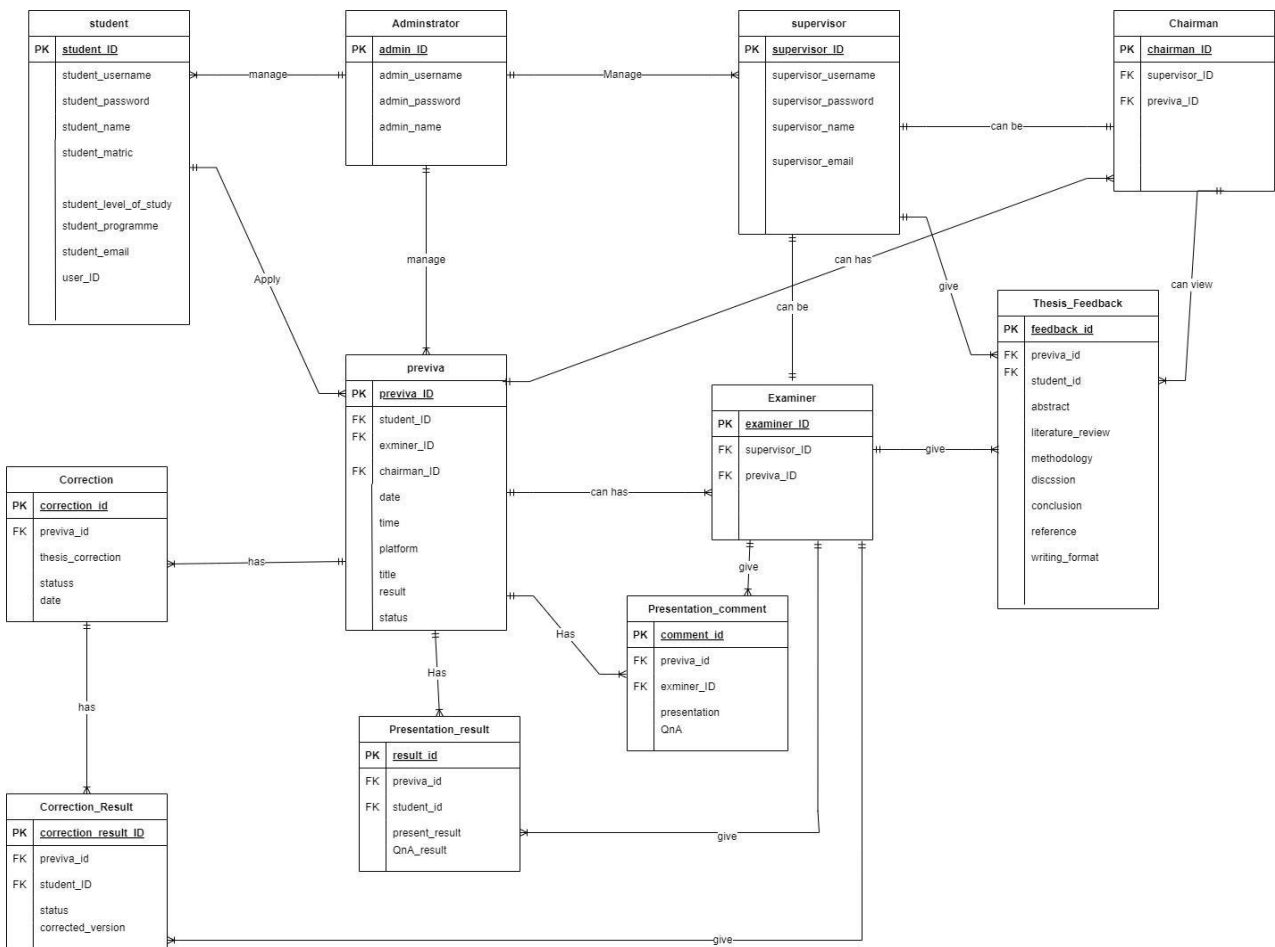 student
PK student_ID
student_username
student_password
student_name
student_matric
student_level_of_study
student_programme
student_email
user_ID
manage
Adminstrator
PK admin_ID
admin_username
admin_password
admin_name
Manage
supervisor
PK supervisor_ID
supervisor_username
supervisor_password
supervisor_name
supervisor_email
can be
Chairman
PK chairman_ID
FK supervisor_ID
FK previva_ID
Apply
manage
can has
can be
give
can view
Thesis_Feedback
PK feedback_id
FK previva_id
FK student_id
abstract
literature_review
methodology
discssion
conclusion
reference
writing_format
previva
PK previva_ID
FK student_ID
FK exminer_ID
FK chairman_ID
date
time
platform
title
result
status
can has
Examiner
PK examiner_ID
FK supervisor_ID
FK previva_ID
give
Correction
PK correction_id
FK previva_id
thesis_correction
statuss
date
has
give
Has
Presentation_comment
PK comment_id
FK previva_id
FK exminer_ID
presentation
QnA
Has
has
Presentation_result
PK result_id
FK previva_id
FK student_id
present_result
QnA_result
give
Correction_Result
PK correction_result_ID
FK previva_id
FK student_ID
status
corrected_version
give